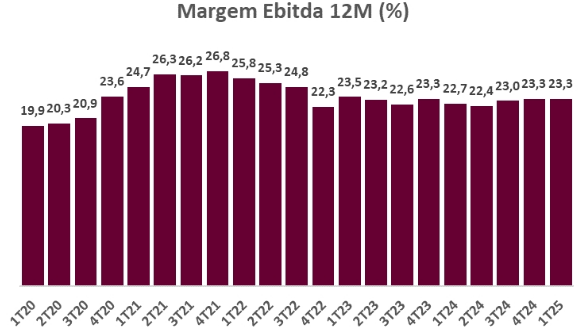 Margem Ebitda 12M (%)
19,9 20,3 20,9 23,6 24,7 26,3 26,2 26,8 25,8 25,3 24,8 22,3 23,5 23,2 22,6 23,3 22,7 22,4 23,0 23,3 23,3
1T20 2T20 3T20 4T20 1T21 2T21 3T21 4T21 1T22 2T22 3T22 4T22 1T23 2T23 3T23 4T23 1T24 2T24 3T24 4T24 1T25